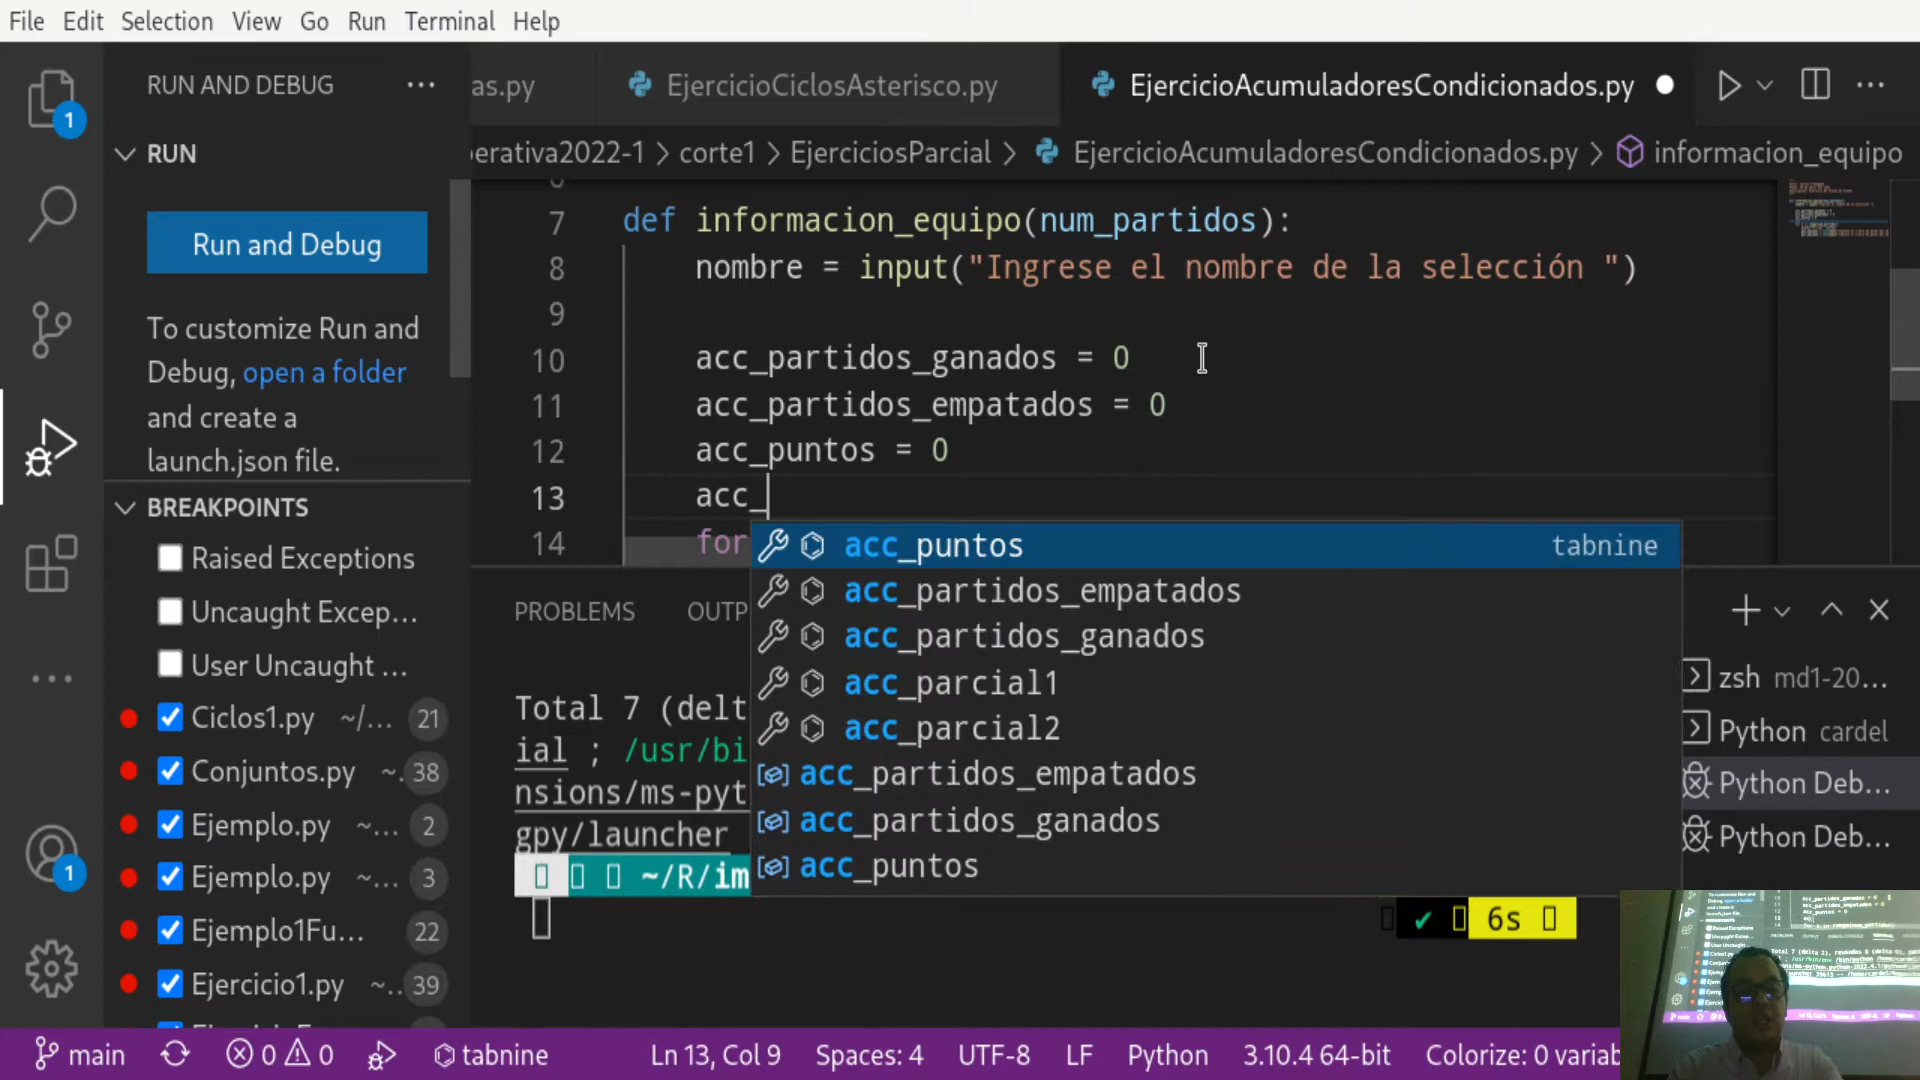 File Edit Selection View Go Run Terminal Help
RUN AND DEBUG ...
as.py
EjercicioCiclosAsterisco.py
EjercicioAcumuladoresCondicionados.py
RUN
erativa2022-1 > corte1 > EjerciciosParcial > EjercicioAcumuladoresCondicionados.py > informacion_equipo
Run and Debug
To customize Run and
Debug, open a folder
and create a
launch.json file.
7 def informacion_equipo(num_partidos):
8 nombre = input("Ingrese el nombre de la selección ")
9
10 acc_partidos_ganados = 0
11 acc_partidos_empatados = 0
12 acc_puntos = 0
13 acc_
14 for
acc_puntos tabnine
acc_partidos_empatados
acc_partidos_ganados
acc_parcial1
acc_parcial2
acc_partidos_empatados
acc_partidos_ganados
acc_puntos
BREAKPOINTS
Raised Exceptions
Uncaught Excep...
User Uncaught ...
Ciclos1.py ~/... 21
Conjuntos.py ~. 38
Ejemplo.py ~... 2
Ejemplo.py ~... 3
Ejemplo1Fu... 22
Ejercicio1.py ~.. 39
PROBLEMS OUTP
Total 7 (delt
ial ; /usr/bi
nsions/ms-pyt
gpy/launcher
~/R/im
✔ 6s
zsh md1-20...
Python cardel
Python Deb...
Python Deb...
1
1
main 0 0 tabnine Ln 13, Col 9 Spaces: 4 UTF-8 LF Python 3.10.4 64-bit Colorize: 0 variab